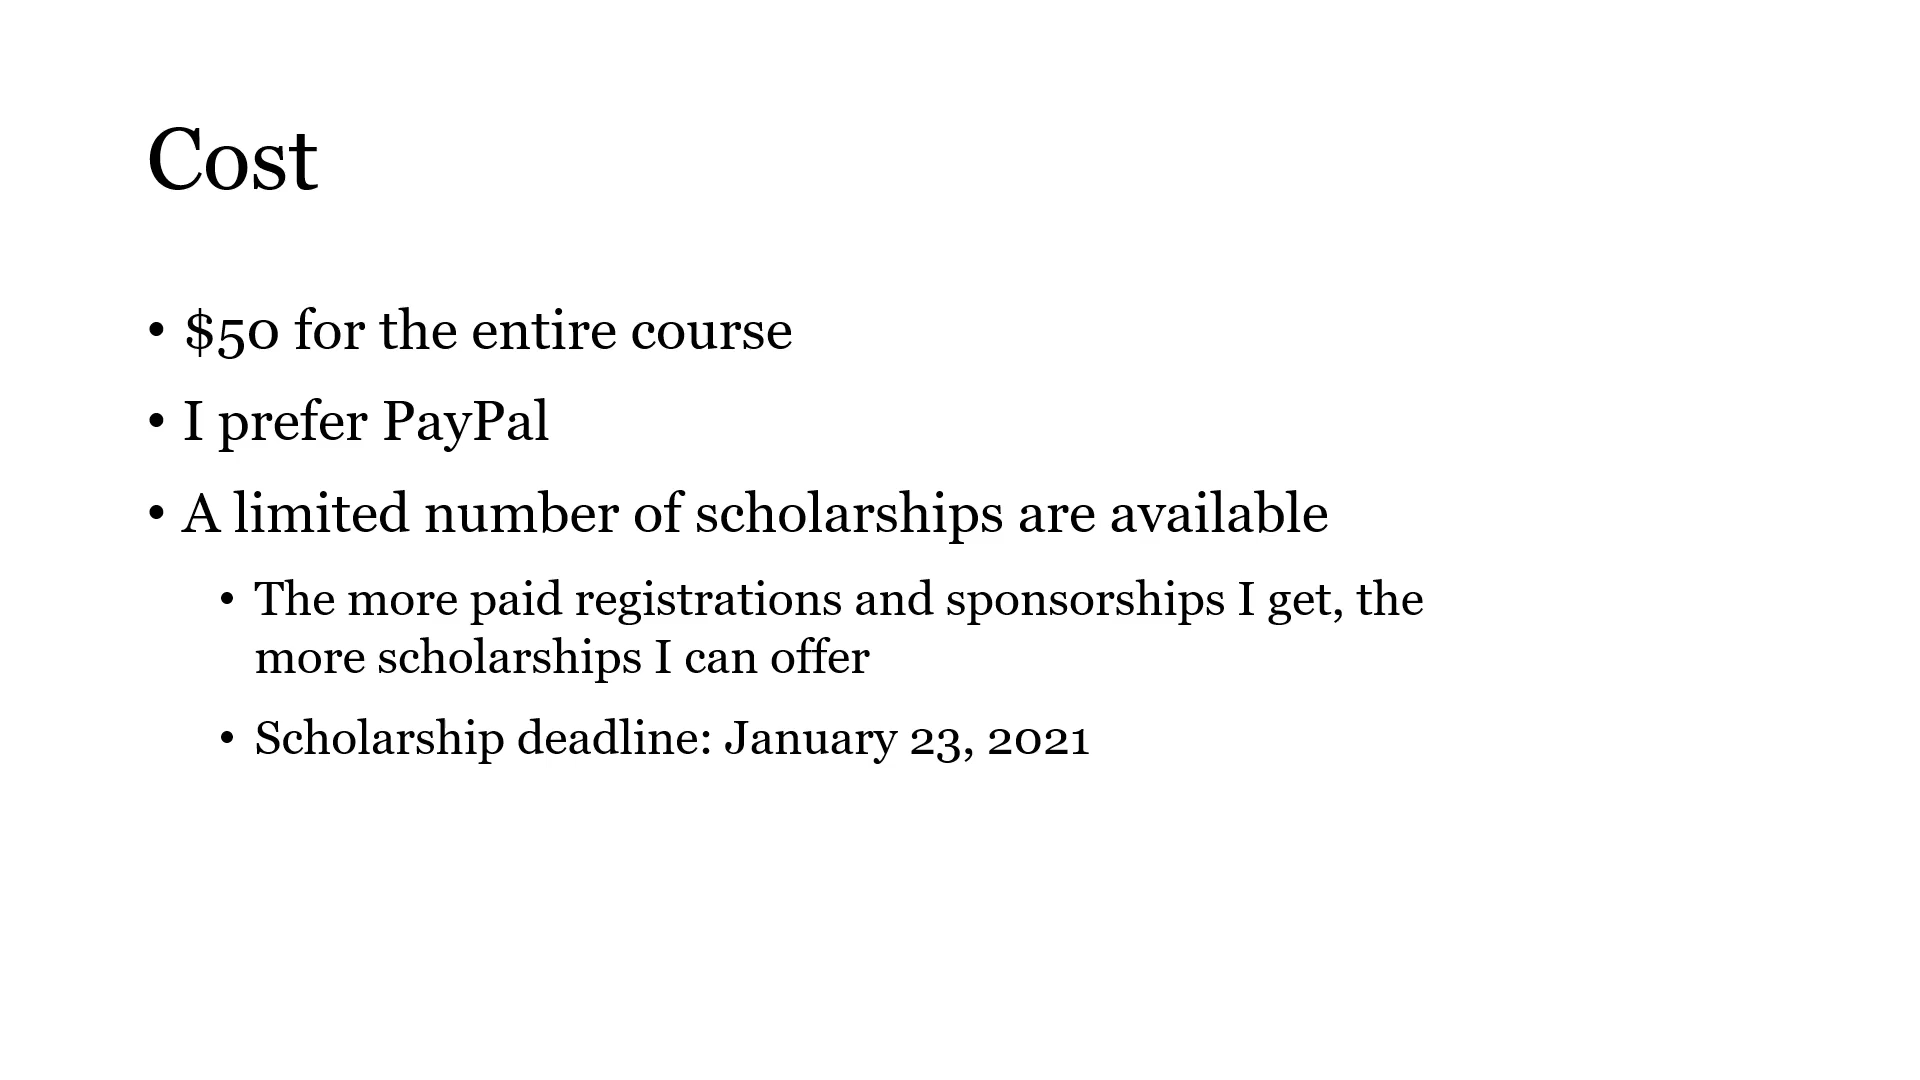 Cost
• $50 for the entire course
• I prefer PayPal
• A limited number of scholarships are available
• The more paid registrations and sponsorships I get, the
more scholarships I can offer
• Scholarship deadline: January 23, 2021